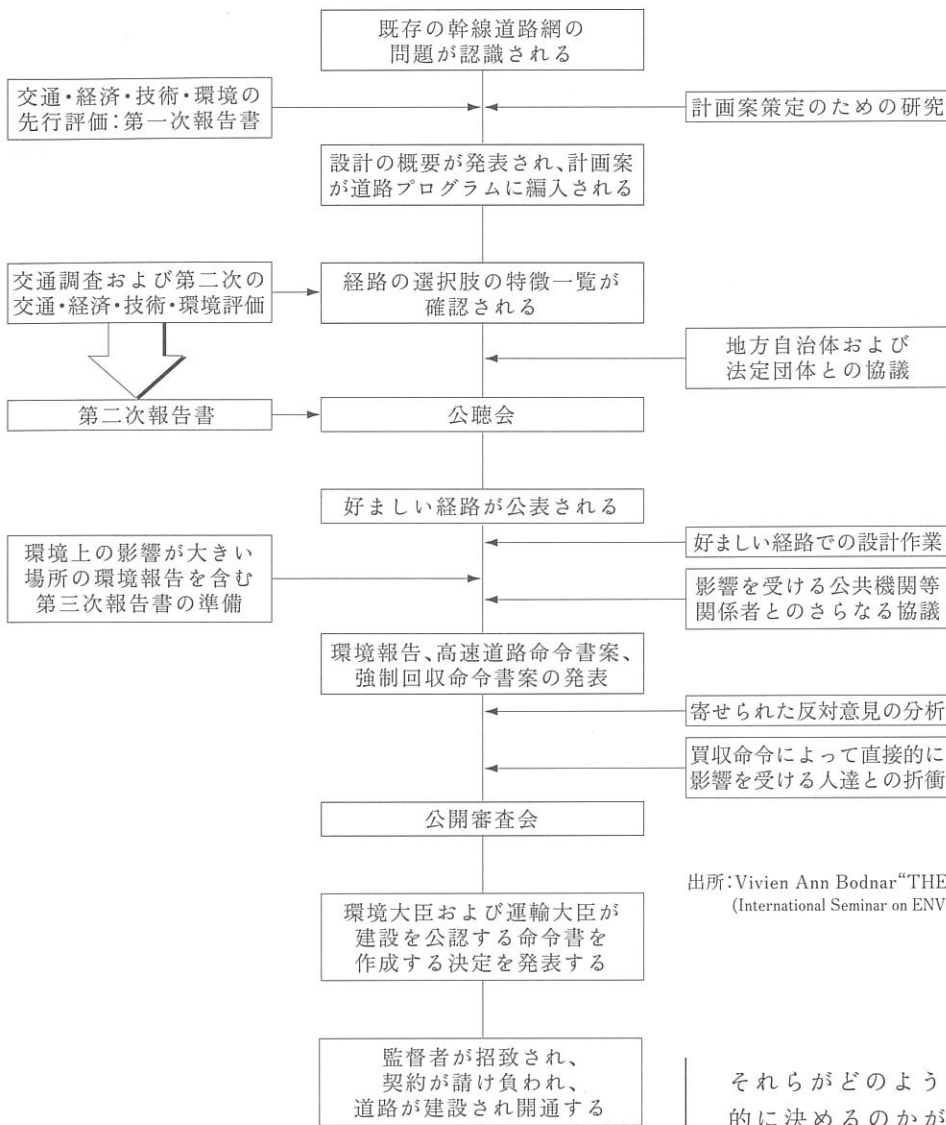 既存の幹線道路網の
問題が認識される
交通・経済・技術・環境の
先行評価：第一次報告書
計画案策定のための研究
設計の概要が発表され、計画案
が道路プログラムに編入される
交通調査および第二次の
交通・経済・技術・環境評価
経路の選択肢の特徴一覧が
確認される
地方自治体および
法定団体との協議
第二次報告書
公聴会
好ましい経路が公表される
好ましい経路での設計作業
環境上の影響が大きい
場所の環境報告を含む
第三次報告書の準備
影響を受ける公共機関等
関係者とのさらなる協議
環境報告、高速道路命令書案、
強制回収命令書案の発表
寄せられた反対意見の分析
買収命令によって直接的に
影響を受ける人達との折衝
公開審査会
出所：Vivien Ann Bodnar“THE
(International Seminar on ENV
環境大臣および運輸大臣が
建設を公認する命令書を
作成する決定を発表する
監督者が招致され、
契約が請け負われ、
道路が建設され開通する
それらがどのよう
的に決めるのかが